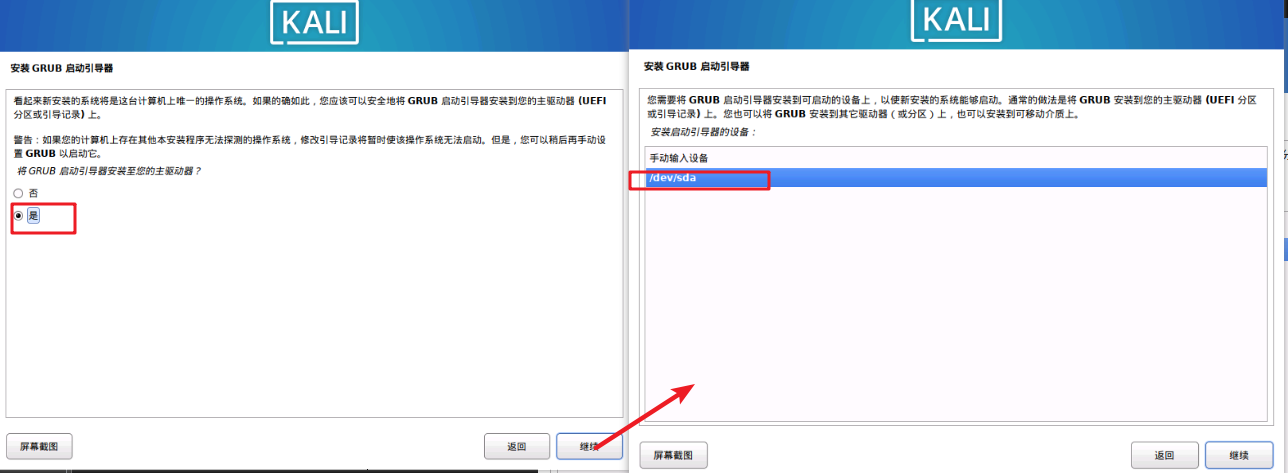 KALI
安装 GRUB 启动引导器
看起来新安装的系统将是这台计算机上唯一的操作系统。如果的确如此，您应该可以安全地将 GRUB 启动引导器安装到您的主驱动器 (UEFI
分区或引导记录) 上。
警告：如果您的计算机上存在其他本安装程序无法探测的操作系统，修改引导记录将暂时使该操作系统无法启动。但是，您可以稍后再手动设
置 GRUB 以启动它。
将 GRUB 启动引导器安装至您的主驱动器？
否
是
屏幕截图
返回
继续
KALI
安装 GRUB 启动引导器
您需要将 GRUB 启动引导器安装到可启动的设备上，以使新安装的系统能够启动。通常的做法是将 GRUB 安装到您的主驱动器 (UEFI 分区
或引导记录) 上。您也可以将 GRUB 安装到其它驱动器（或分区）上，也可以安装到可移动介质上。
安装启动引导器的设备：
手动输入设备
/dev/sda
屏幕截图
返回
继续